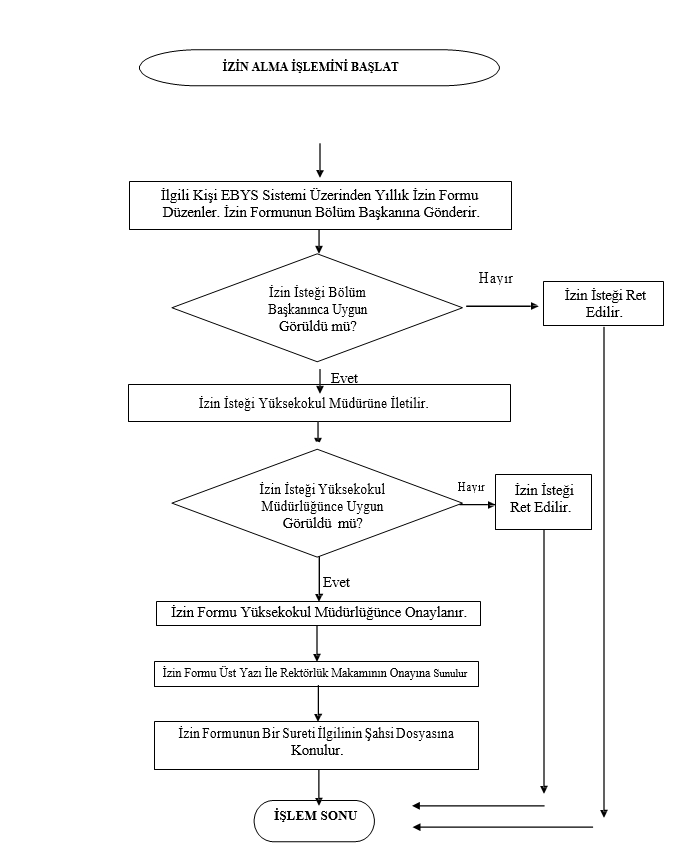 İZİN ALMA İŞLEMİNİ BAŞLAT
İlgili Kişi EBYS Sistemi Üzerinden Yıllık İzin Formu
Düzenler. İzin Formunun Bölüm Başkanına Gönderir.
İzin İsteği Bölüm
Başkanınca Uygun
Görüldü mü?
Hayır
İzin İsteği Ret
Edilir.
Evet
İzin İsteği Yüksekokul Müdürüne İletilir.
İzin İsteği Yüksekokul
Müdürlüğünce Uygun
Görüldü mü?
Hayır
İzin İsteği
Ret Edilir.
Evet
İzin Formu Yüksekokul Müdürlüğünce Onaylanır.
İzin Formu Üst Yazı İle Rektörlük Makamının Onayına Sunulur
İzin Formunun Bir Sureti İlgilinin Şahsi Dosyasına
Konulur.
İŞLEM SONU